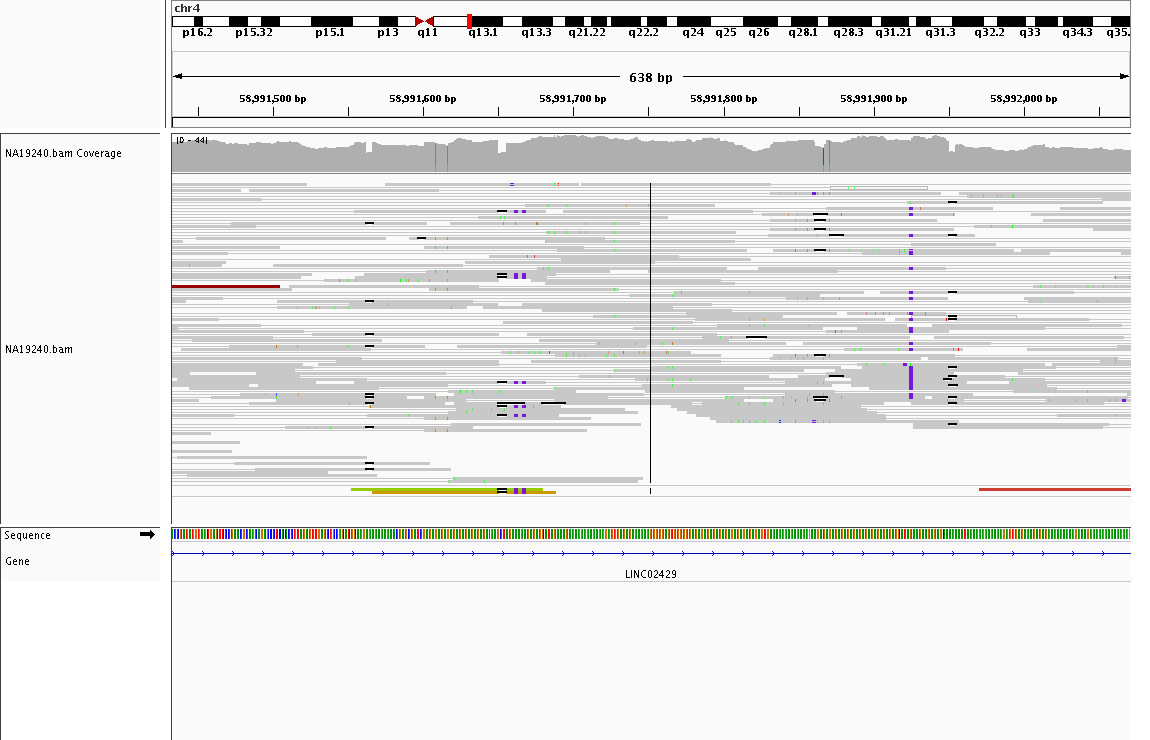 chr4
p16.2 p15.32 p15.1 p13 q11 q13.1 q13.3 q21.22 q22.2 q24 q25 q26 q28.1 q28.3 q31.21 q31.3 q32.2 q33 q34.3 q35.
638 bp
58,991,500 bp 58,991,600 bp 58,991,700 bp 58,991,800 bp 58,991,900 bp 58,992,000 bp
[0 - 44]
NA19240.bam Coverage
NA19240.bam
Sequence
Gene
LINC02429